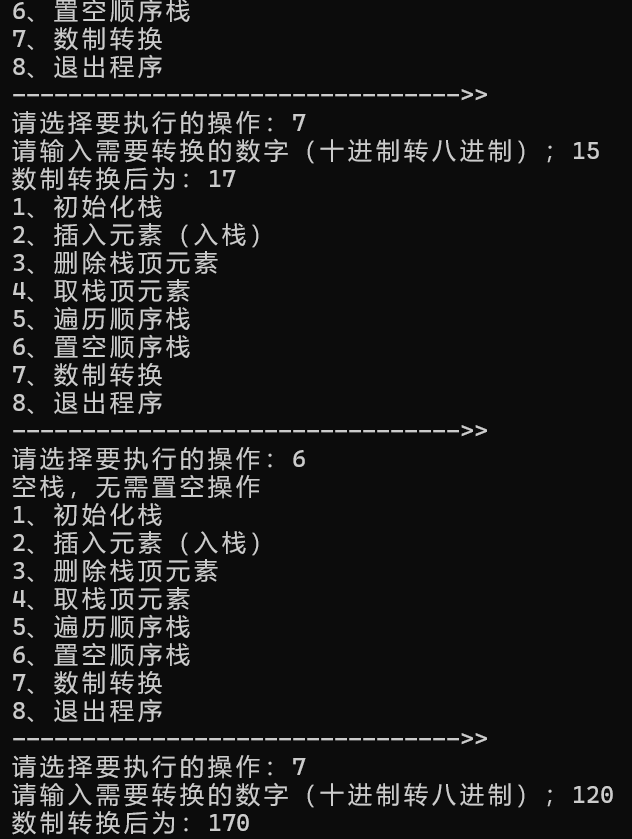 6、置空顺序栈
7、数制转换
8、退出程序
-------------------------------->>
请选择要执行的操作: 7
请输入需要转换的数字（十进制转八进制）; 15
数制转换后为: 17
1、初始化栈
2、插入元素（入栈）
3、删除栈顶元素
4、取栈顶元素
5、遍历顺序栈
6、置空顺序栈
7、数制转换
8、退出程序
-------------------------------->>
请选择要执行的操作: 6
空栈, 无需置空操作
1、初始化栈
2、插入元素（入栈）
3、删除栈顶元素
4、取栈顶元素
5、遍历顺序栈
6、置空顺序栈
7、数制转换
8、退出程序
-------------------------------->>
请选择要执行的操作: 7
请输入需要转换的数字（十进制转八进制）; 120
数制转换后为: 170